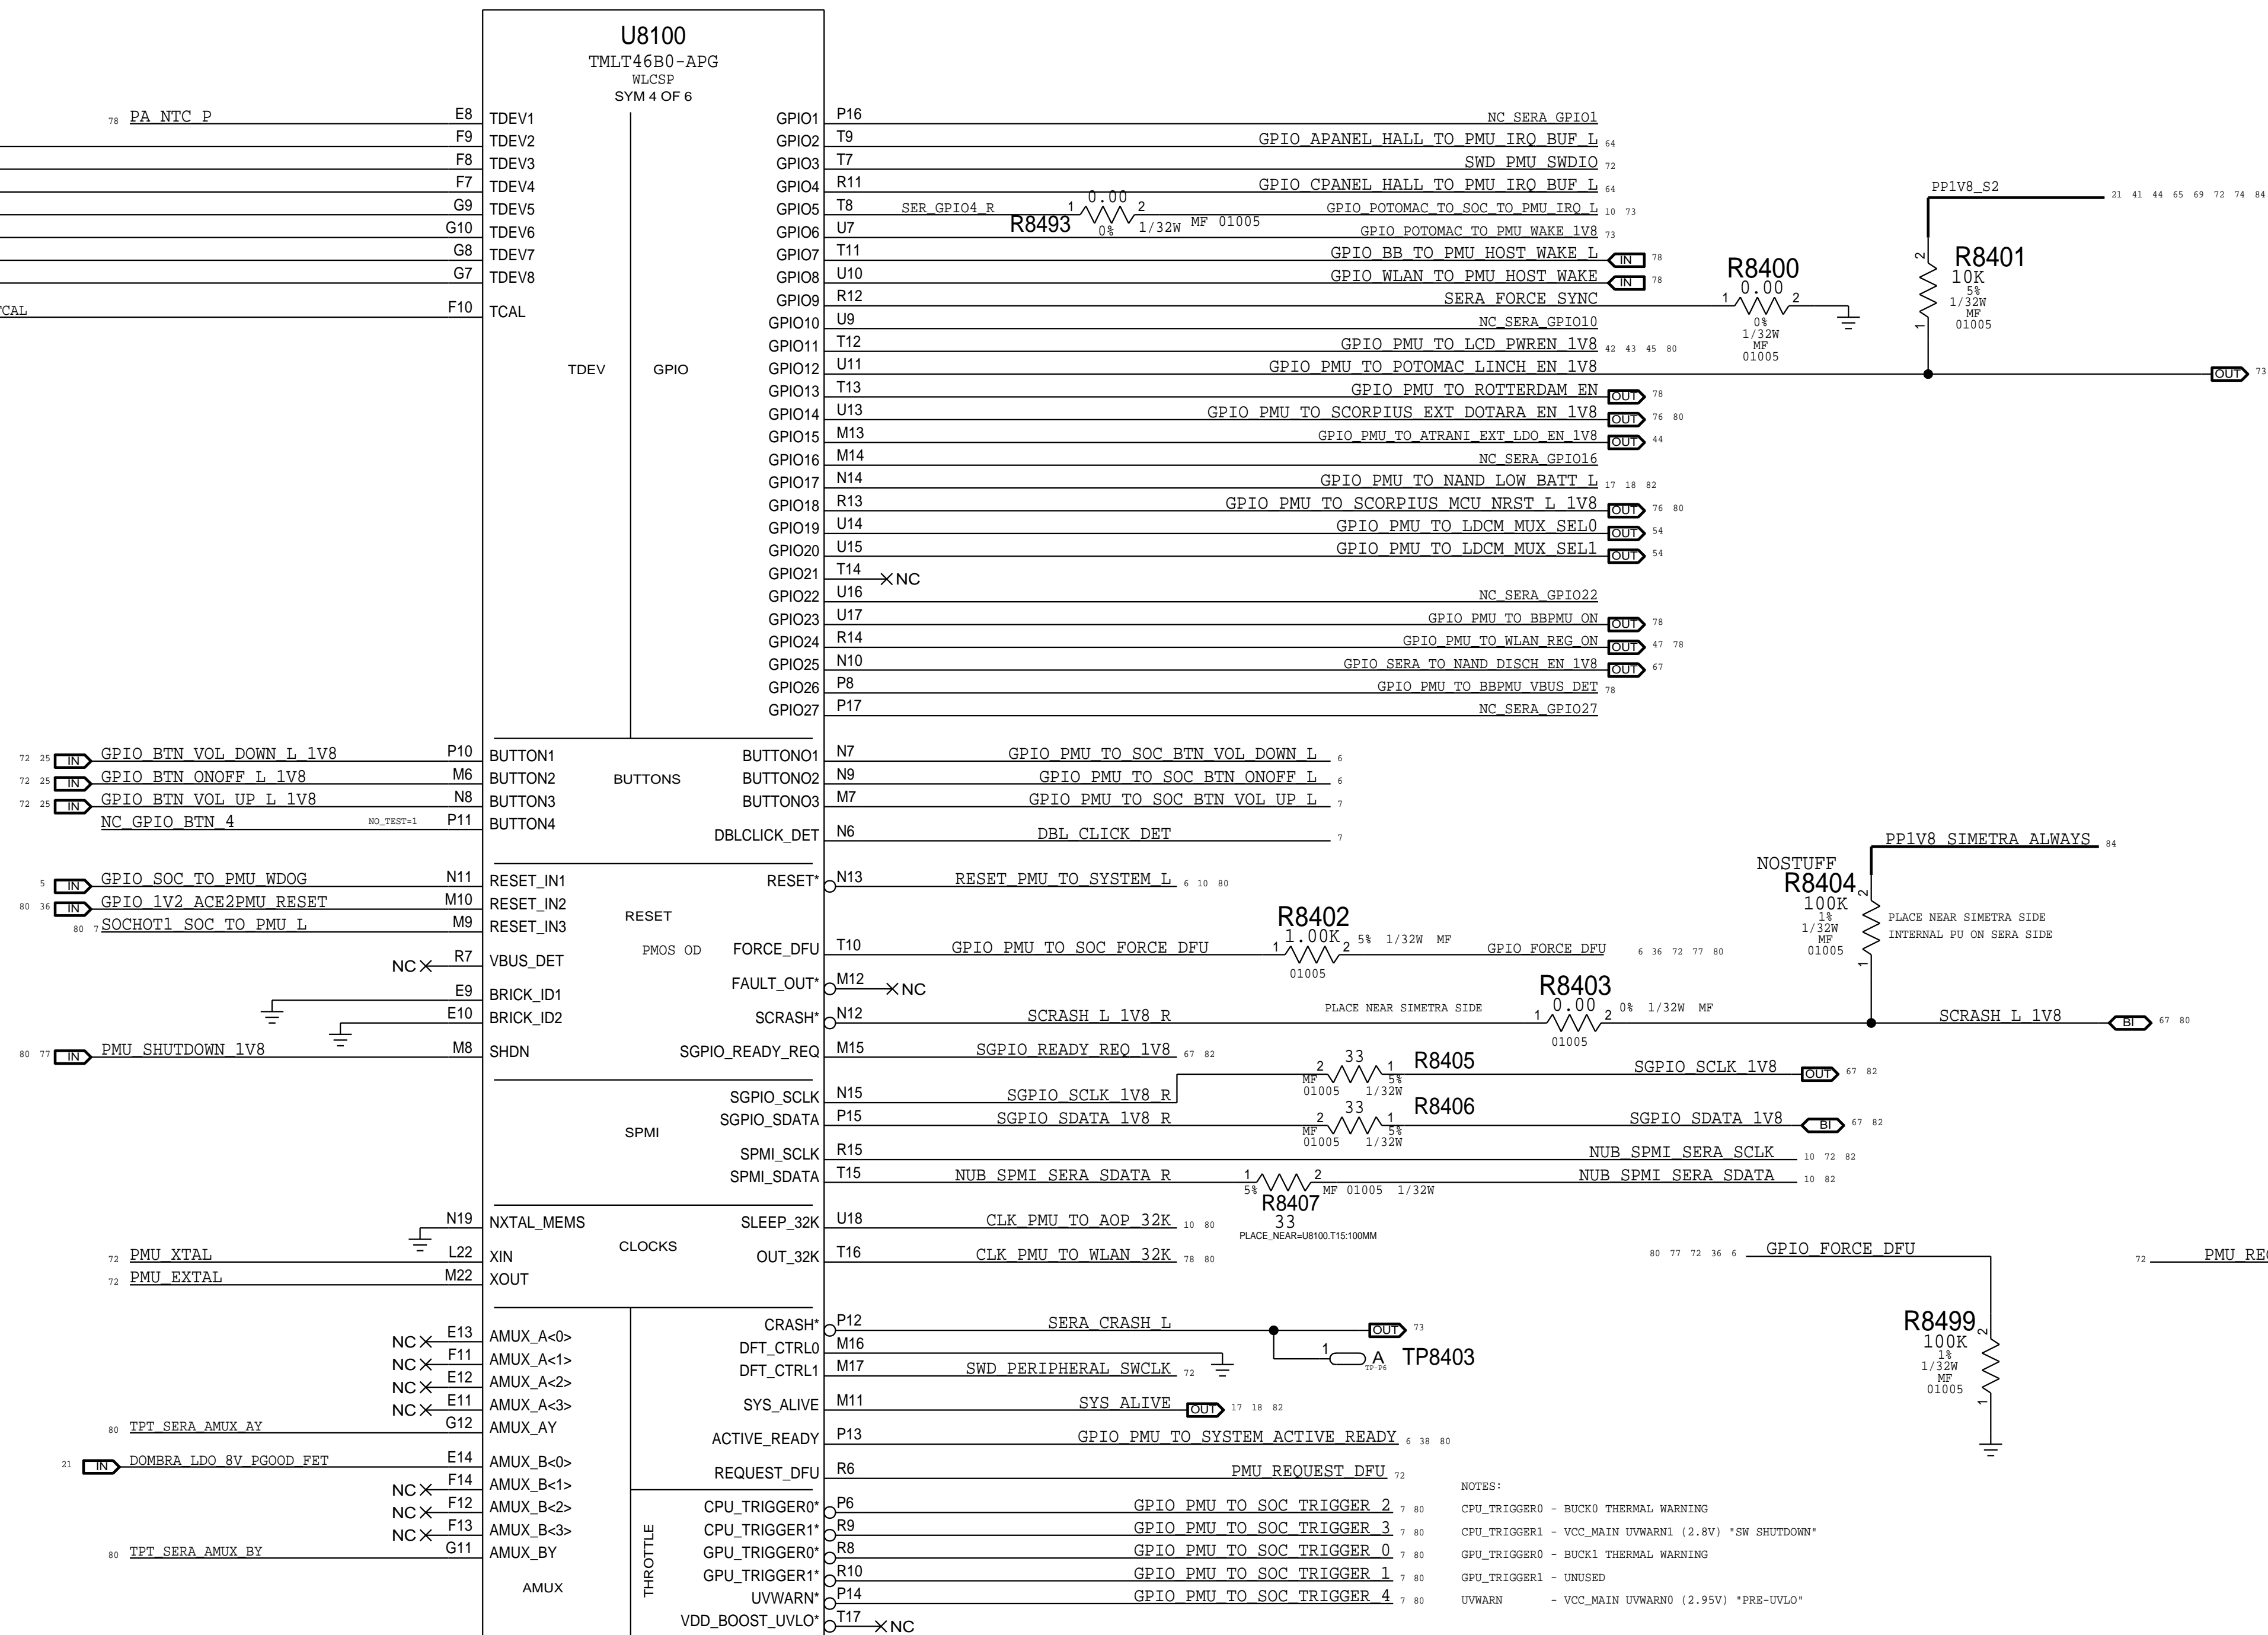 U8100
TMLT46B0-APG
WLCSP
SYM 4 OF 6
78 PA_NTC_P E8 TDEV1
F9 TDEV2
F8 TDEV3
F7 TDEV4
G9 TDEV5
G10 TDEV6
G8 TDEV7
G7 TDEV8
F10 TCAL
TDEV GPIO
GPIO1 P16 NC_SERA_GPIO1
GPIO2 T9 GPIO_APANEL_HALL_TO_PMU_IRQ_BUF_L 64
GPIO3 T7 SWD_PMU_SWDIO 72
GPIO4 R11 GPIO_CPANEL_HALL_TO_PMU_IRQ_BUF_L 64
GPIO5 T8 SER_GPIO4_R 1 0.00 2 GPIO_POTOMAC_TO_SOC_TO_PMU_IRQ_L 10 73
R8493 0% 1/32W MF 01005
GPIO6 U7 GPIO_POTOMAC_TO_PMU_WAKE_1V8 73
GPIO7 T11 GPIO_BB_TO_PMU_HOST_WAKE_L IN 78
GPIO8 U10 GPIO_WLAN_TO_PMU_HOST_WAKE IN 78
GPIO9 R12 SERA_FORCE_SYNC
GPIO10 U9 NC_SERA_GPIO10
GPIO11 T12 GPIO_PMU_TO_LCD_PWREN_1V8 42 43 45 80
GPIO12 U11 GPIO_PMU_TO_POTOMAC_LINCH_EN_1V8 OUT 73
GPIO13 T13 GPIO_PMU_TO_ROTTERDAM_EN OUT 78
GPIO14 U13 GPIO_PMU_TO_SCORPIUS_EXT_DOTARA_EN_1V8 OUT 76 80
GPIO15 M13 GPIO_PMU_TO_ATRANI_EXT_LDO_EN_1V8 OUT 44
GPIO16 M14 NC_SERA_GPIO16
GPIO17 N14 GPIO_PMU_TO_NAND_LOW_BATT_L 17 18 82
GPIO18 R13 GPIO_PMU_TO_SCORPIUS_MCU_NRST_L_1V8 OUT 76 80
GPIO19 U14 GPIO_PMU_TO_LDCM_MUX_SEL0 OUT 54
GPIO20 U15 GPIO_PMU_TO_LDCM_MUX_SEL1 OUT 54
GPIO21 T14 NC
GPIO22 U16 NC_SERA_GPIO22
GPIO23 U17 GPIO_PMU_TO_BBPMU_ON OUT 78
GPIO24 R14 GPIO_PMU_TO_WLAN_REG_ON OUT 47 78
GPIO25 N10 GPIO_SERA_TO_NAND_DISCH_EN_1V8 OUT 67
GPIO26 P8 GPIO_PMU_TO_BBPMU_VBUS_DET 78
GPIO27 P17 NC_SERA_GPIO27
R8400
1 0.00 2
0%
1/32W
MF
01005
PP1V8_S2 21 41 44 65 69 72 74 84
2 R8401
10K
5%
1/32W
MF
1 01005
72 25 IN GPIO_BTN_VOL_DOWN_L_1V8 P10 BUTTON1
72 25 IN GPIO_BTN_ONOFF_L_1V8 M6 BUTTON2
72 25 IN GPIO_BTN_VOL_UP_L_1V8 N8 BUTTON3
NC_GPIO_BTN_4 NO_TEST=1 P11 BUTTON4
BUTTONS
BUTTONO1 N7 GPIO_PMU_TO_SOC_BTN_VOL_DOWN_L 6
BUTTONO2 N9 GPIO_PMU_TO_SOC_BTN_ONOFF_L 6
BUTTONO3 M7 GPIO_PMU_TO_SOC_BTN_VOL_UP_L 7
DBLCLICK_DET N6 DBL_CLICK_DET 7
5 IN GPIO_SOC_TO_PMU_WDOG N11 RESET_IN1
80 36 IN GPIO_1V2_ACE2PMU_RESET M10 RESET_IN2
80 7 SOCHOT1_SOC_TO_PMU_L M9 RESET_IN3
NC R7 VBUS_DET
E9 BRICK_ID1
E10 BRICK_ID2
80 77 IN PMU_SHUTDOWN_1V8 M8 SHDN
RESET
PMOS OD
RESET* N13 RESET_PMU_TO_SYSTEM_L 6 10 80
FORCE_DFU T10 GPIO_PMU_TO_SOC_FORCE_DFU
R8402
1 1.00K 2 5% 1/32W MF GPIO_FORCE_DFU 6 36 72 77 80
01005
FAULT_OUT* M12 NC
SCRASH* N12 SCRASH_L_1V8_R PLACE NEAR SIMETRA SIDE
R8403
1 0.00 2 0% 1/32W MF
01005
SCRASH_L_1V8 BI 67 80
PP1V8_SIMETRA_ALWAYS 84
NOSTUFF
R8404 2
100K
1%
1/32W
MF
01005
1
PLACE NEAR SIMETRA SIDE
INTERNAL PU ON SERA SIDE
SGPIO_READY_REQ M15 SGPIO_READY_REQ_1V8 67 82
SPMI
SGPIO_SCLK N15 SGPIO_SCLK_1V8_R
2 33 1 R8405 SGPIO_SCLK_1V8 OUT 67 82
MF 5%
01005 1/32W
SGPIO_SDATA P15 SGPIO_SDATA_1V8_R
2 33 1 R8406 SGPIO_SDATA_1V8 BI 67 82
MF 5%
01005 1/32W
SPMI_SCLK R15 NUB_SPMI_SERA_SCLK 10 72 82
SPMI_SDATA T15 NUB_SPMI_SERA_SDATA_R 1 2 NUB_SPMI_SERA_SDATA 10 82
5% MF 01005 1/32W
R8407
33
PLACE_NEAR=U8100.T15:100MM
N19 NXTAL_MEMS
72 PMU_XTAL L22 XIN
72 PMU_EXTAL M22 XOUT
CLOCKS
SLEEP_32K U18 CLK_PMU_TO_AOP_32K 10 80
OUT_32K T16 CLK_PMU_TO_WLAN_32K 78 80
80 77 72 36 6 GPIO_FORCE_DFU
R8499 2
100K
1%
1/32W
MF
01005
1
72 PMU_RE
NC E13 AMUX_A<0>
NC F11 AMUX_A<1>
NC E12 AMUX_A<2>
NC E11 AMUX_A<3>
80 TPT_SERA_AMUX_AY G12 AMUX_AY
21 IN DOMBRA_LDO_8V_PGOOD_FET E14 AMUX_B<0>
NC F14 AMUX_B<1>
NC F12 AMUX_B<2>
NC F13 AMUX_B<3>
80 TPT_SERA_AMUX_BY G11 AMUX_BY
AMUX
CRASH* P12 SERA_CRASH_L OUT 73
1 A TP8403
TP-P6
DFT_CTRL0 M16
DFT_CTRL1 M17 SWD_PERIPHERAL_SWCLK 72
SYS_ALIVE M11 SYS_ALIVE OUT 17 18 82
ACTIVE_READY P13 GPIO_PMU_TO_SYSTEM_ACTIVE_READY 6 38 80
REQUEST_DFU R6 PMU_REQUEST_DFU 72
THROTTLE
CPU_TRIGGER0* P6 GPIO_PMU_TO_SOC_TRIGGER_2 7 80
CPU_TRIGGER1* R9 GPIO_PMU_TO_SOC_TRIGGER_3 7 80
GPU_TRIGGER0* R8 GPIO_PMU_TO_SOC_TRIGGER_0 7 80
GPU_TRIGGER1* R10 GPIO_PMU_TO_SOC_TRIGGER_1 7 80
UVWARN* P14 GPIO_PMU_TO_SOC_TRIGGER_4 7 80
VDD_BOOST_UVLO* T17 NC
NOTES:
CPU_TRIGGER0 - BUCK0 THERMAL WARNING
CPU_TRIGGER1 - VCC_MAIN UVWARN1 (2.8V) "SW SHUTDOWN"
GPU_TRIGGER0 - BUCK1 THERMAL WARNING
GPU_TRIGGER1 - UNUSED
UVWARN - VCC_MAIN UVWARN0 (2.95V) "PRE-UVLO"